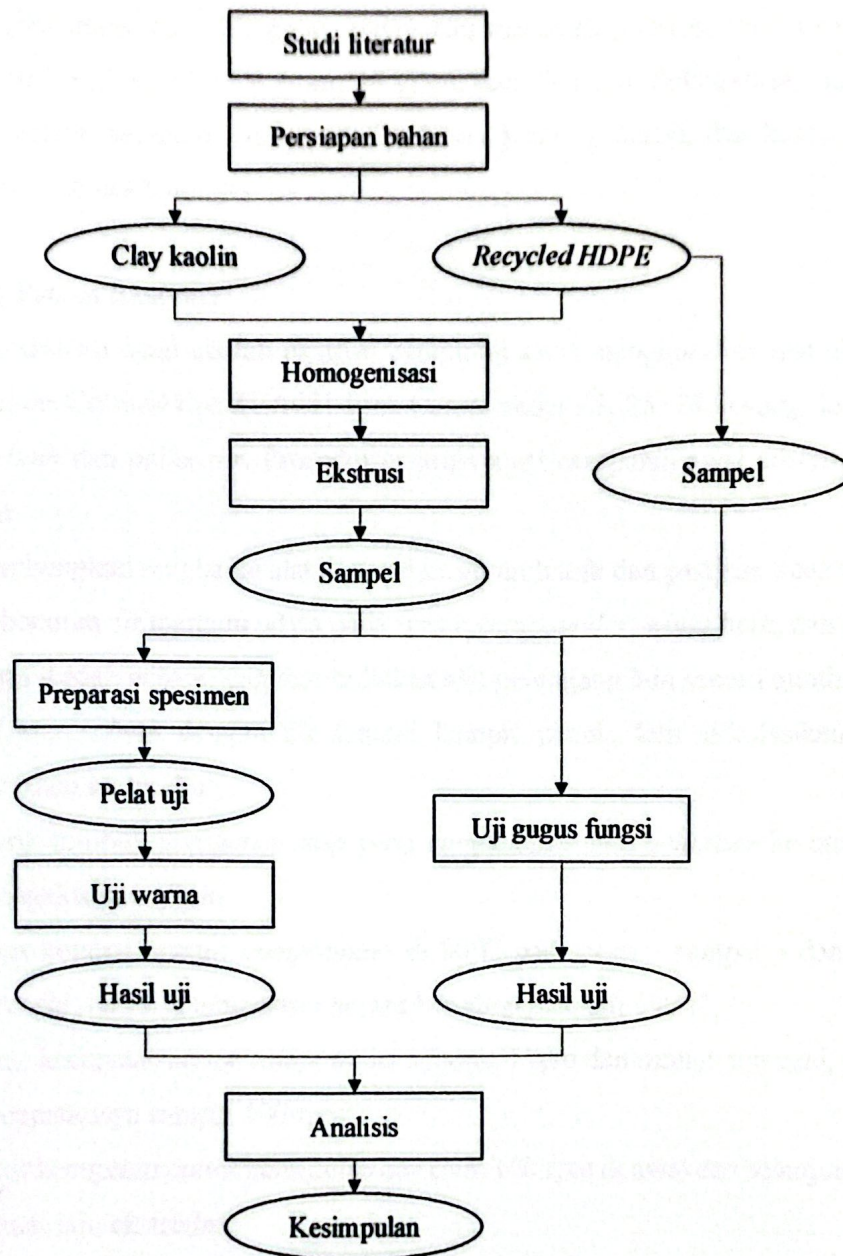 Studi literatur
Persiapan bahan
Clay kaolin
Recycled HDPE
Homogenisasi
Ekstrusi
Sampel
Sampel
Preparasi spesimen
Pelat uji
Uji gugus fungsi
Uji warna
Hasil uji
Hasil uji
Analisis
Kesimpulan